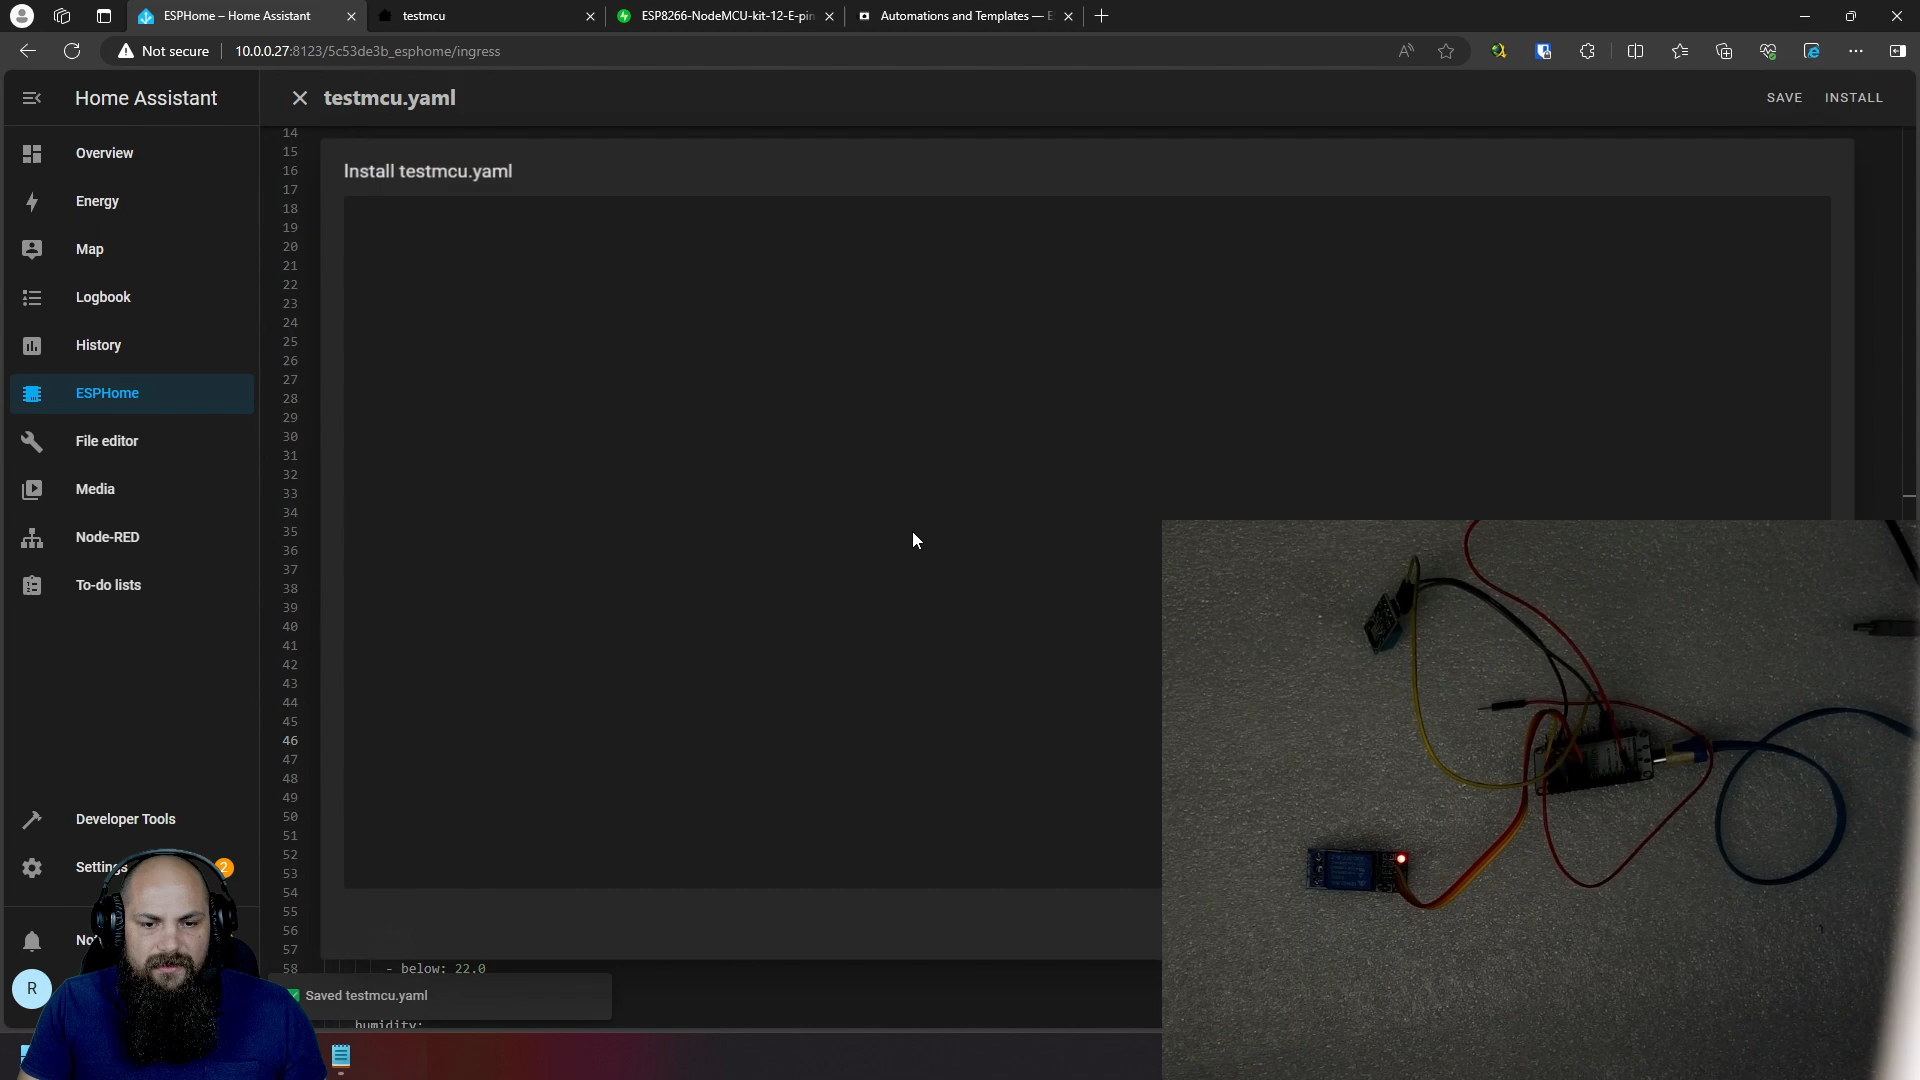 ESPHome – Home Assistant
testmcu
ESP8266-NodeMCU-kit-12-E-pin
Automations and Templates — E
Not secure
10.0.0.27:8123/5c53de3b_esphome/ingress
Home Assistant
testmcu.yaml
SAVE
INSTALL
Overview
Energy
Map
Logbook
History
ESPHome
File editor
Media
Node-RED
To-do lists
Developer Tools
Settings
2
R
14
15
16
17
18
19
20
21
22
23
24
25
26
27
28
29
30
31
32
33
34
35
36
37
38
39
40
41
42
43
44
45
46
47
48
49
50
51
52
53
54
55
56
57
58
Install testmcu.yaml
- below: 22.0
Saved testmcu.yaml
humidity: